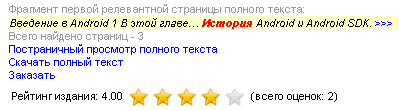 Фрагмент первой релевантной страницы полного текста:
Введение в Android 1 В этой главе... История Android и Android SDK. >>>
Всего найдено страниц - 3
Постраничный просмотр полного текста
Скачать полный текст
Заказать
Рейтинг издания: 4.00 (всего оценок: 2)